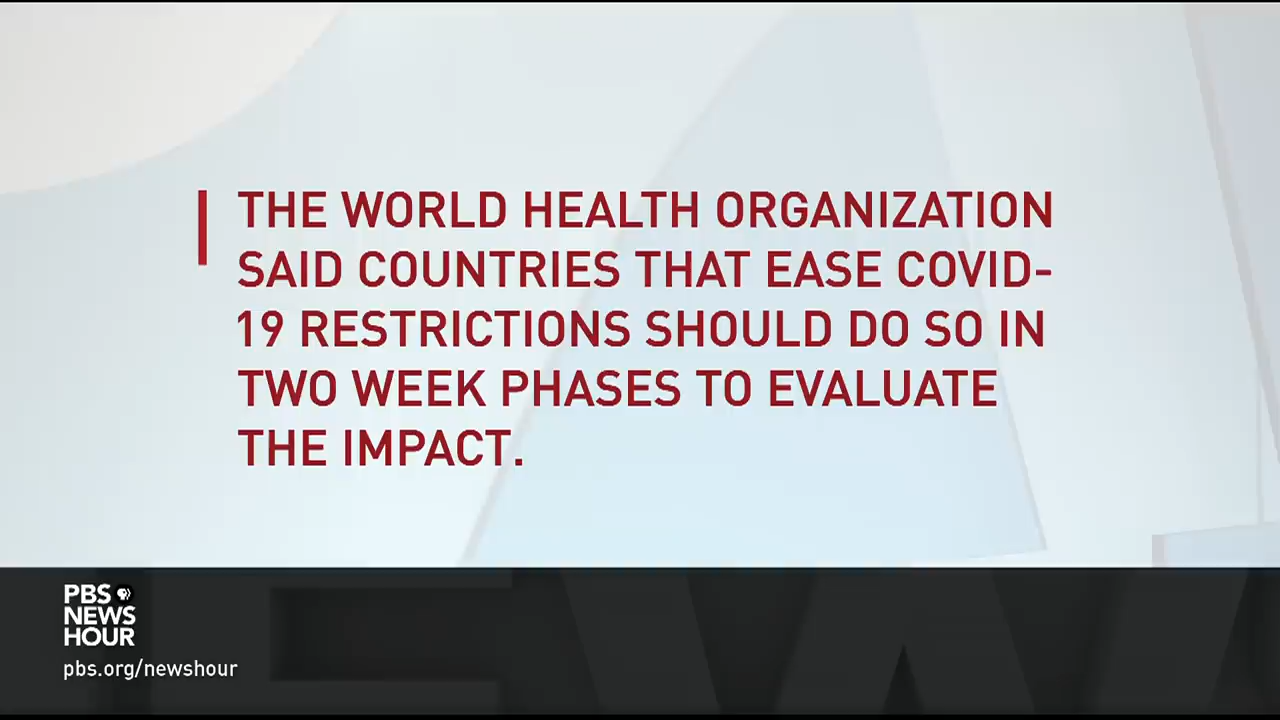 THE WORLD HEALTH ORGANIZATION
SAID COUNTRIES THAT EASE COVID-
19 RESTRICTIONS SHOULD DO SO IN
TWO WEEK PHASES TO EVALUATE
THE IMPACT.
PBS
NEWS
HOUR
pbs.org/newshour